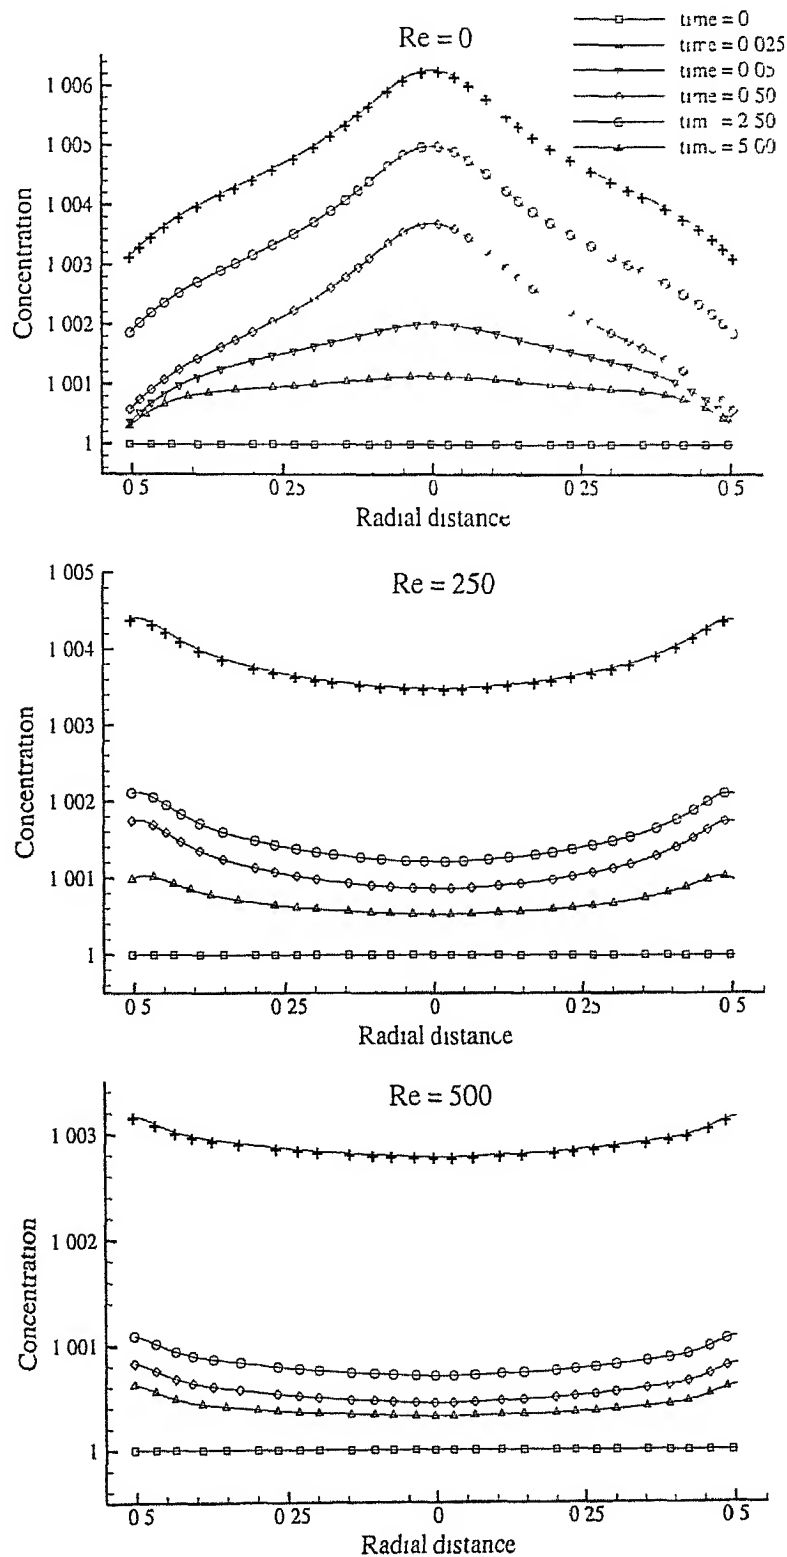 Re = 0
time = 0
time = 0 025
time = 0 05
time = 0 50
tim = 2 50
time = 5 00
1 006
1 005
1 004
1 003
1 002
1 001
1
Concentration
0 5
0 25
0
0 25
0 5
Radial distance
Re = 250
1 005
1 004
1 003
1 002
1 001
1
Concentration
0 5
0 25
0
0 25
0 5
Radial distance
Re = 500
1 003
1 002
1 001
1
Concentration
0 5
0 25
0
0 25
0 5
Radial distance